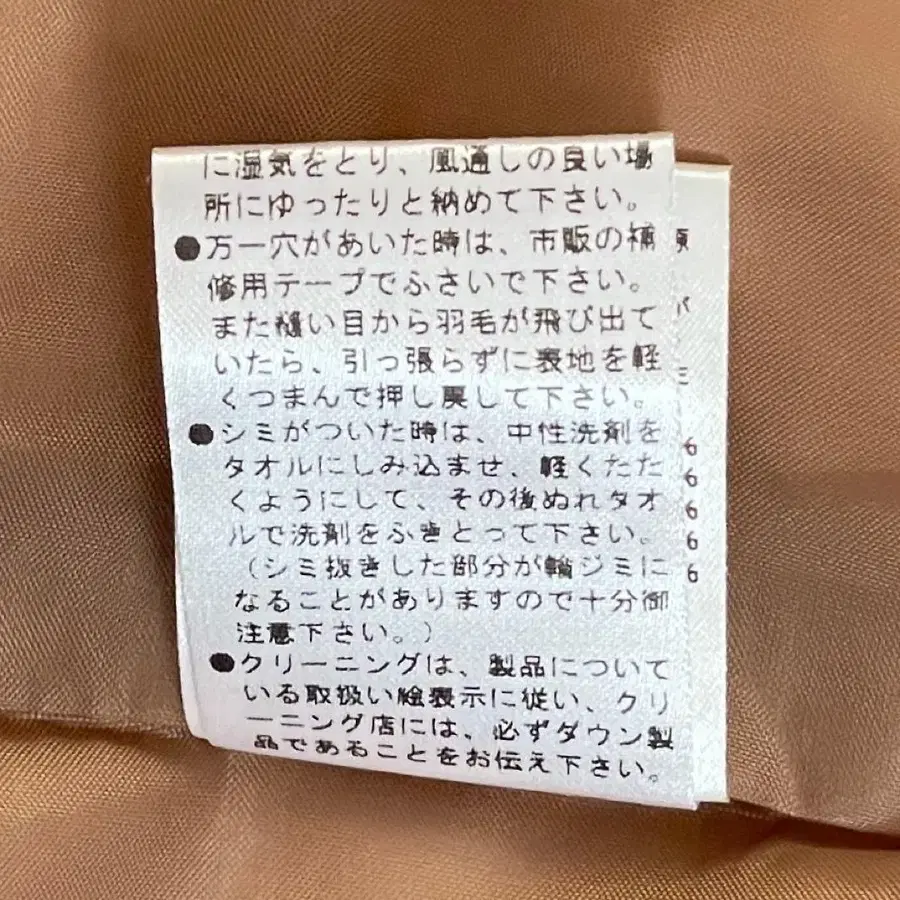 に湿気をとり、風通しの良い場
所にゆったりと納めて下さい。
●万一穴があいた時は、市販の補
修用テープでふさいで下さい。
また縫い目から羽毛が飛び出て
いたら、引っ張らずに表地を軽
くつまんで押し戻して下さい。
●シミがついた時は、中性洗剤を
タオルにしみ込ませ、軽くたた
くようにして、その後ぬれタオ
ルで洗剤をふきとって下さい。
（シミ抜きした部分が輪ジミに
なることがありますので十分御
注意下さい。）
●クリーニングは、製品について
いる取扱い絵表示に従い、クリ
ーニング店には、必ずダウン製
品であることをお伝え下さい。
6
6
6
6
6